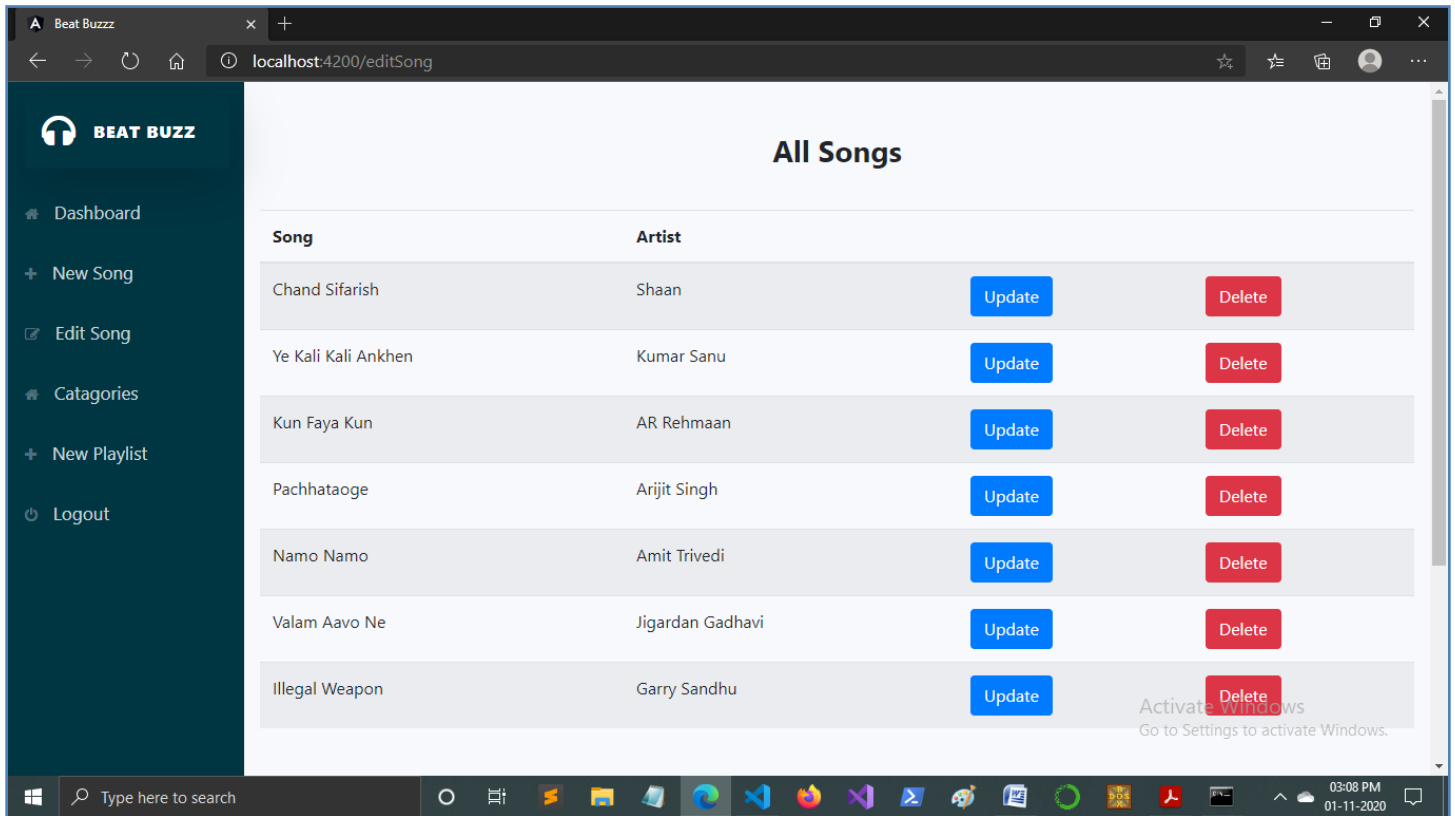 Beat Buzzz
localhost:4200/editSong
BEAT BUZZ
Dashboard
New Song
Edit Song
Catagories
New Playlist
Logout
All Songs
Song Artist
Chand Sifarish Shaan Update Delete
Ye Kali Kali Ankhen Kumar Sanu Update Delete
Kun Faya Kun AR Rehmaan Update Delete
Pachhataoge Arijit Singh Update Delete
Namo Namo Amit Trivedi Update Delete
Valam Aavo Ne Jigardan Gadhavi Update Delete
Illegal Weapon Garry Sandhu Update Delete
Activate Windows
Go to Settings to activate Windows.
Type here to search
03:08 PM
01-11-2020